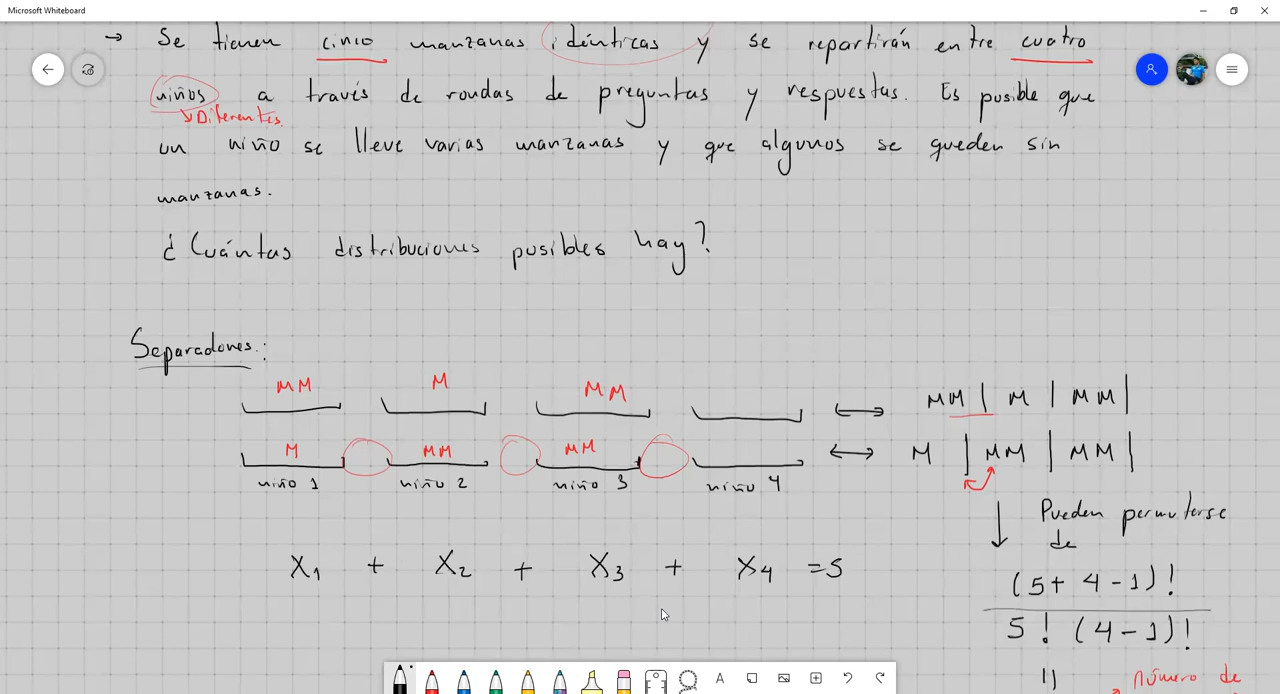 Microsoft Whiteboard
→ Se tienen cinco manzanas idénticas y se repartirán entre cuatro
niños a través de rondas de preguntas y respuestas. Es posible que
↳ Diferentes
un niño se lleve varias manzanas y que algunos se queden sin
manzanas.
¿Cuántas distribuciones posibles hay?
Separadores:
MM M MM ↔ MM | M | MM |
M MM MM ↔ M | MM | MM |
niño 1 niño 2 niño 3 niño 4
↓ Pueden permutarse
de
X1 + X2 + X3 + X4 = 5
(5+ 4-1)!
5! (4-1)!
número de